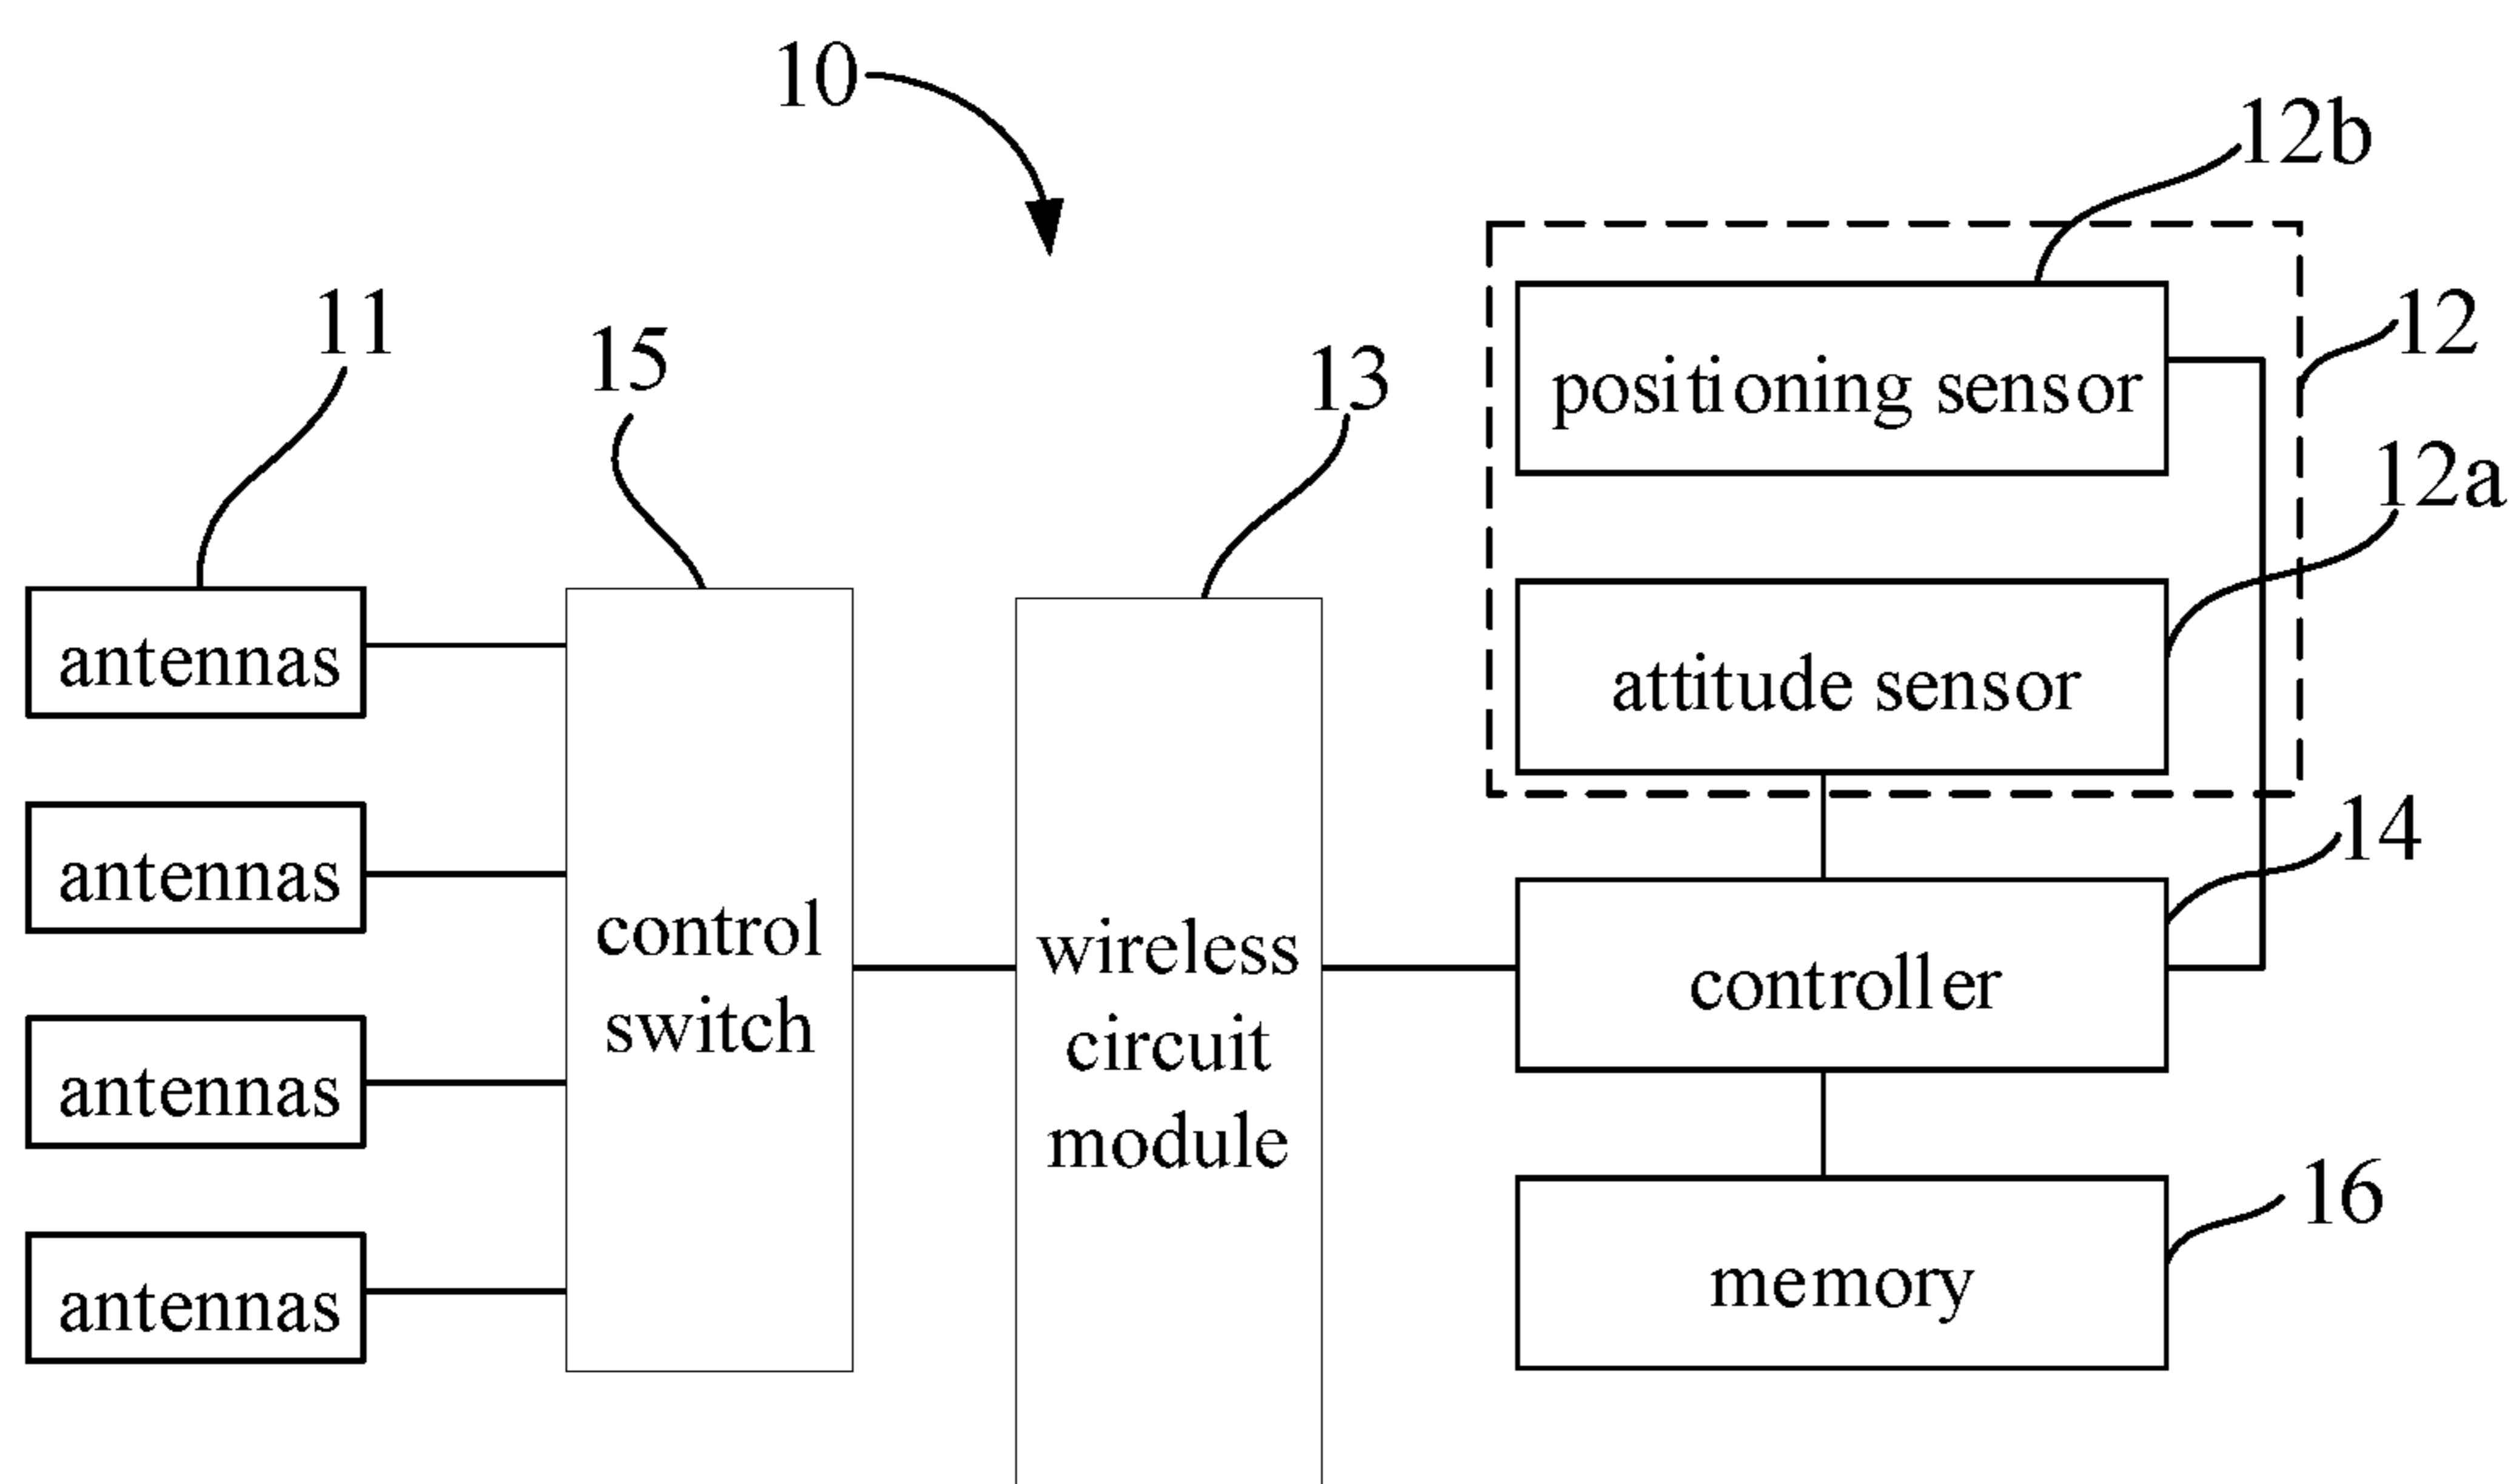 10
12b
11
15
13
12
positioning sensor
12a
antennas
attitude sensor
antennas
14
control
switch
wireless
circuit
module
controller
antennas
16
antennas
memory